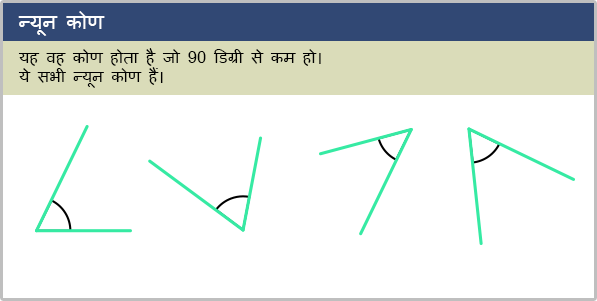 न्यून कोण
यह वह कोण होता है जो 90 डिग्री से कम हो।
ये सभी न्यून कोण हैं।